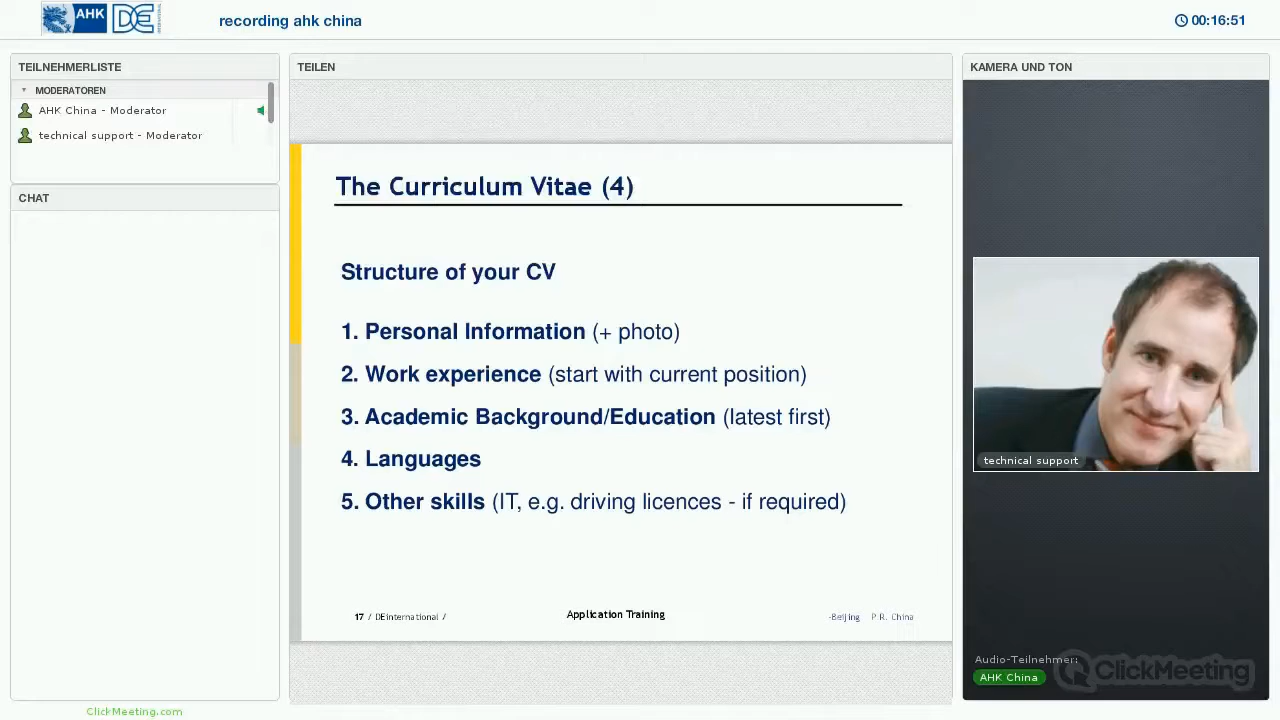 AHK
DE
INTERNATIONAL
recording ahk china
00:16:51
TEILNEHMERLISTE
MODERATOREN
AHK China - Moderator
technical support - Moderator
CHAT
TEILEN
The Curriculum Vitae (4)
Structure of your CV
1. Personal Information (+ photo)
2. Work experience (start with current position)
3. Academic Background/Education (latest first)
4. Languages
5. Other skills (IT, e.g. driving licences - if required)
17 / DEinternational /
Application Training
-Beijing P.R. China
KAMERA UND TON
technical support
Audio-Teilnehmer:
AHK China
ClickMeeting
ClickMeeting.com